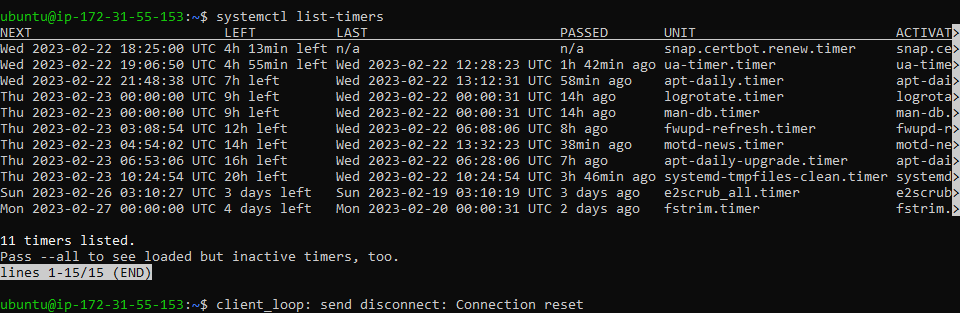 ubuntu@ip-172-31-55-153:~$ systemctl list-timers
NEXT                        LEFT          LAST                        PASSED        UNIT                         ACTIVAT>
Wed 2023-02-22 18:25:00 UTC 4h 13min left n/a                         n/a           snap.certbot.renew.timer     snap.ce>
Wed 2023-02-22 19:06:50 UTC 4h 55min left Wed 2023-02-22 12:28:23 UTC 1h 42min ago ua-timer.timer               ua-time>
Wed 2023-02-22 21:48:38 UTC 7h left       Wed 2023-02-22 13:12:31 UTC 58min ago     apt-daily.timer              apt-dai>
Thu 2023-02-23 00:00:00 UTC 9h left       Wed 2023-02-22 00:00:31 UTC 14h ago       logrotate.timer              logrota>
Thu 2023-02-23 00:00:00 UTC 9h left       Wed 2023-02-22 00:00:31 UTC 14h ago       man-db.timer                 man-db.>
Thu 2023-02-23 03:08:54 UTC 12h left      Wed 2023-02-22 06:08:06 UTC 8h ago        fwupd-refresh.timer          fwupd-r>
Thu 2023-02-23 04:54:02 UTC 14h left      Wed 2023-02-22 13:32:23 UTC 38min ago     motd-news.timer              motd-ne>
Thu 2023-02-23 06:53:06 UTC 16h left      Wed 2023-02-22 06:28:06 UTC 7h ago        apt-daily-upgrade.timer      apt-dai>
Thu 2023-02-23 10:24:54 UTC 20h left      Wed 2023-02-22 10:24:54 UTC 3h 46min ago systemd-tmpfiles-clean.timer systemd>
Sun 2023-02-26 03:10:27 UTC 3 days left   Sun 2023-02-19 03:10:19 UTC 3 days ago    e2scrub_all.timer            e2scrub>
Mon 2023-02-27 00:00:00 UTC 4 days left   Mon 2023-02-20 00:00:31 UTC 2 days ago    fstrim.timer                 fstrim.>
11 timers listed.
Pass --all to see loaded but inactive timers, too.
lines 1-15/15 (END)
ubuntu@ip-172-31-55-153:~$ client_loop: send disconnect: Connection reset